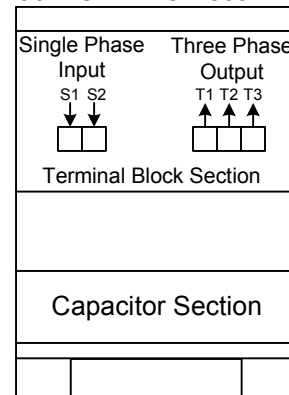 Single Phase Three Phase
Input Output
S1 S2 T1 T2 T3
Terminal Block Section
Capacitor Section